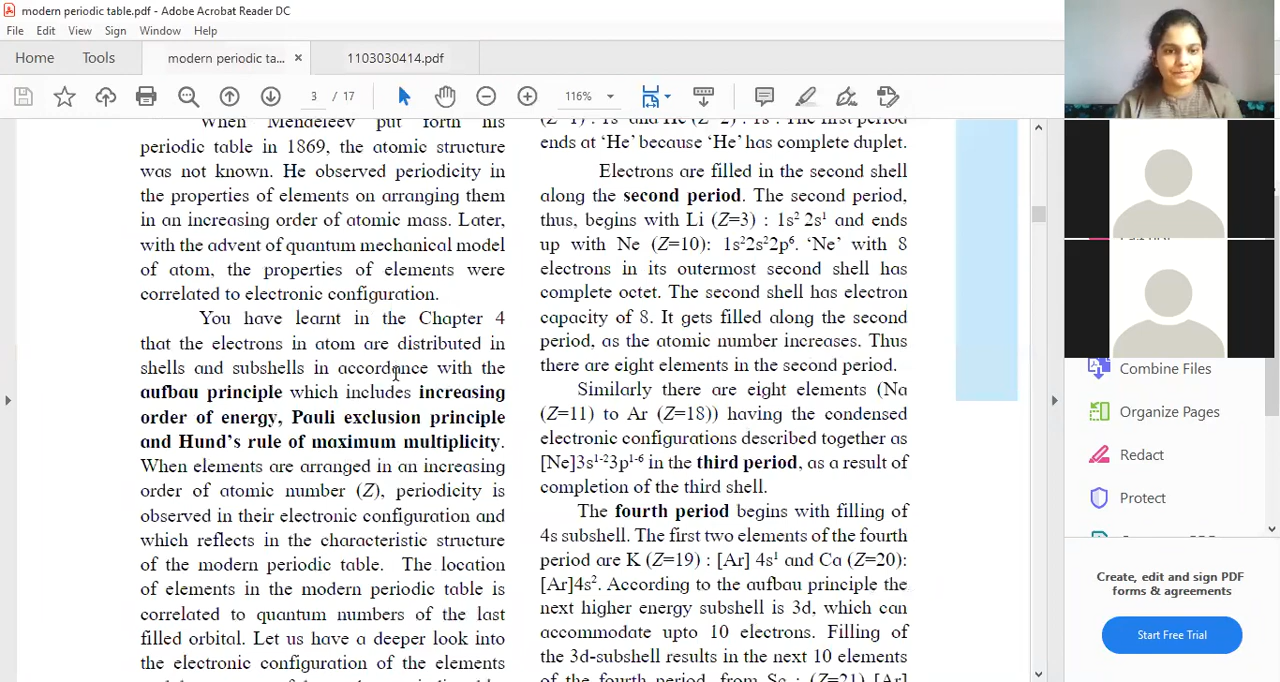 modern periodic table.pdf - Adobe Acrobat Reader DC
File Edit View Sign Window Help
Home Tools modern periodic ta... × 1103030414.pdf
3 / 17 116%
When Mendeleev put forth his
periodic table in 1869, the atomic structure
was not known. He observed periodicity in
the properties of elements on arranging them
in an increasing order of atomic mass. Later,
with the advent of quantum mechanical model
of atom, the properties of elements were
correlated to electronic configuration.
You have learnt in the Chapter 4
that the electrons in atom are distributed in
shells and subshells in accordance with the
aufbau principle which includes increasing
order of energy, Pauli exclusion principle
and Hund's rule of maximum multiplicity.
When elements are arranged in an increasing
order of atomic number (Z), periodicity is
observed in their electronic configuration and
which reflects in the characteristic structure
of the modern periodic table. The location
of elements in the modern periodic table is
correlated to quantum numbers of the last
filled orbital. Let us have a deeper look into
the electronic configuration of the elements
ends at 'He' because 'He' has complete duplet.
Electrons are filled in the second shell
along the second period. The second period,
thus, begins with Li (Z=3) : 1s² 2s¹ and ends
up with Ne (Z=10): 1s²2s²2p⁶. 'Ne' with 8
electrons in its outermost second shell has
complete octet. The second shell has electron
capacity of 8. It gets filled along the second
period, as the atomic number increases. Thus
there are eight elements in the second period.
Similarly there are eight elements (Na
(Z=11) to Ar (Z=18)) having the condensed
electronic configurations described together as
[Ne]3s¹⁻²3p¹⁻⁶ in the third period, as a result of
completion of the third shell.
The fourth period begins with filling of
4s subshell. The first two elements of the fourth
period are K (Z=19) : [Ar] 4s¹ and Ca (Z=20):
[Ar]4s². According to the aufbau principle the
next higher energy subshell is 3d, which can
accommodate upto 10 electrons. Filling of
the 3d-subshell results in the next 10 elements
of the fourth period, from Sc : (Z=21) [Ar]
Combine Files
Organize Pages
Redact
Protect
Create, edit and sign PDF
forms & agreements
Start Free Trial